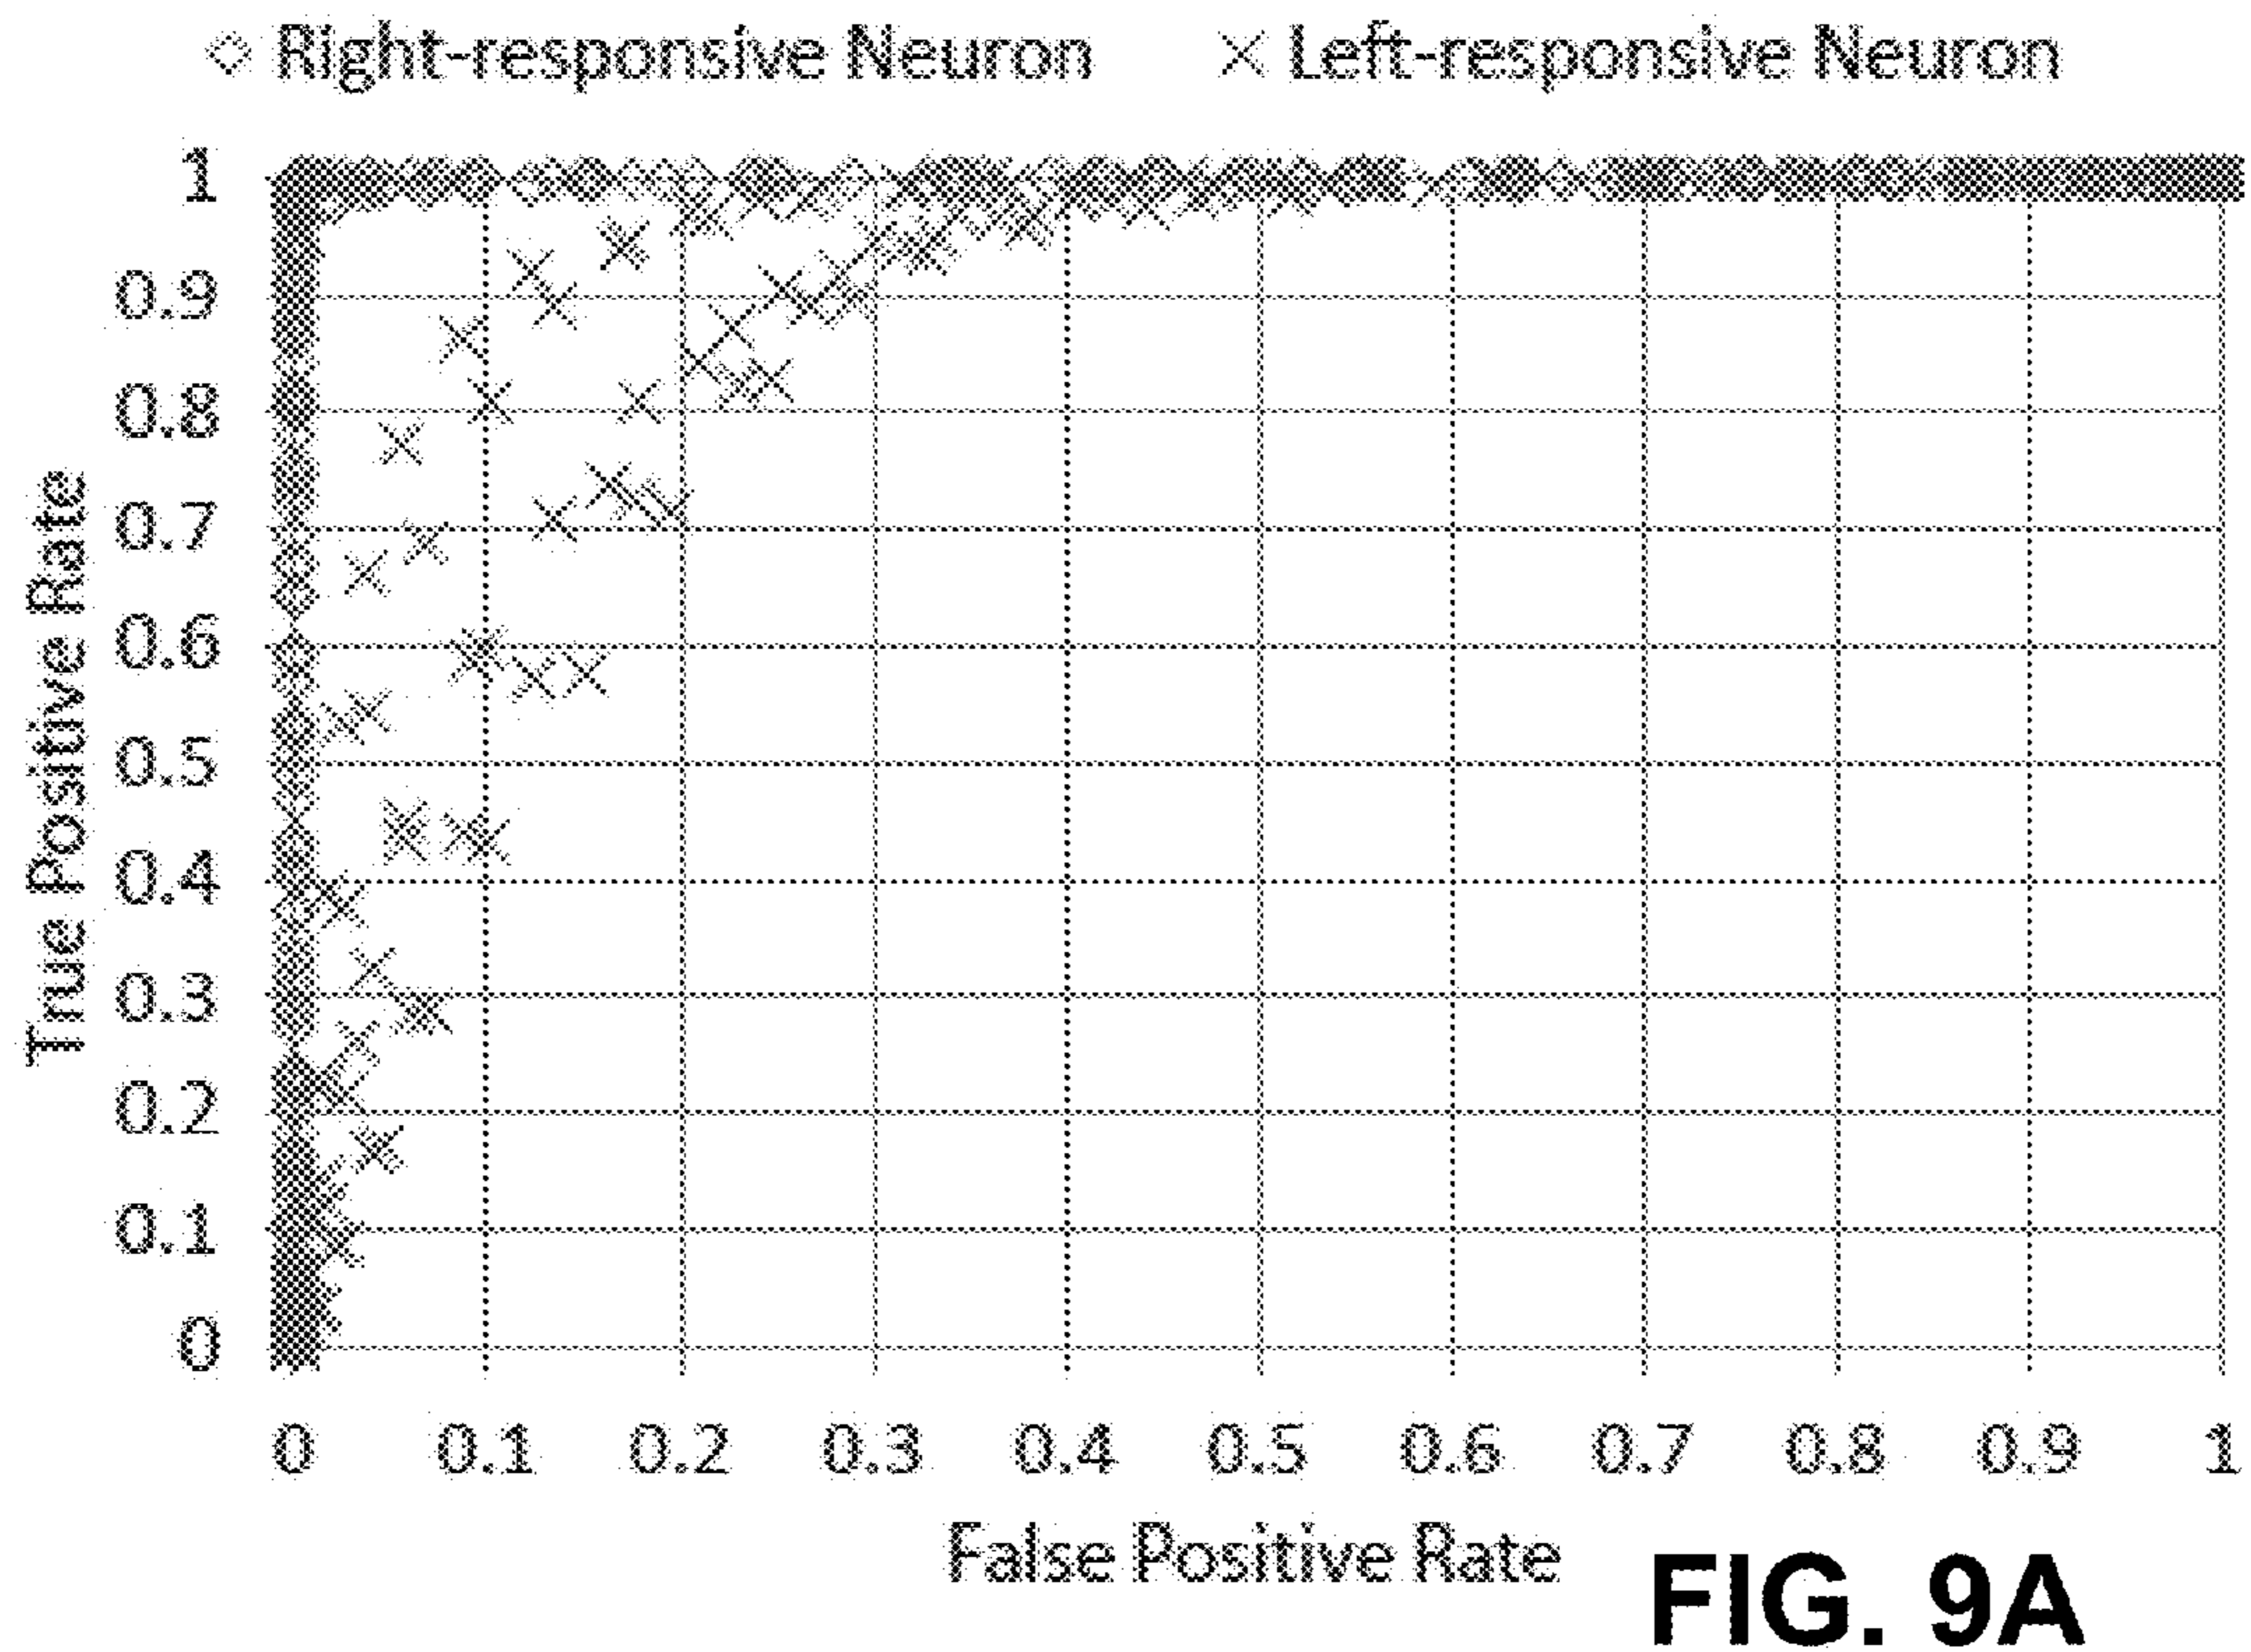 Right-responsive Neuron Left-responsive Neuron
True Positive Rate
1
0.9
0.8
0.7
0.6
0.5
0.4
0.3
0.2
0.1
0
0 0.1 0.2 0.3 0.4 0.5 0.6 0.7 0.8 0.9 1
False Positive Rate
FIG. 9A